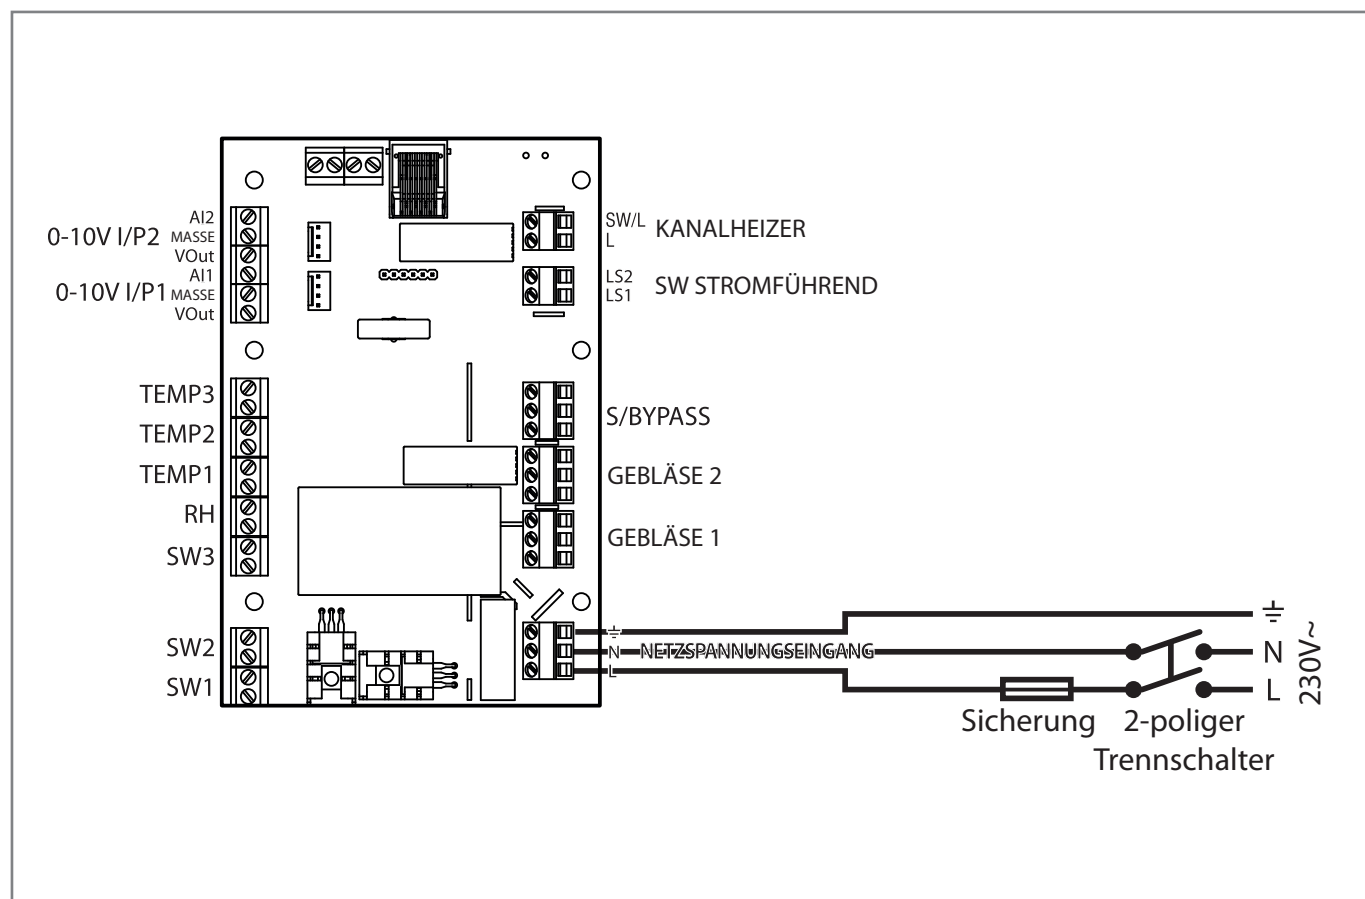 AI2
0-10V I/P2
MASSE
VOut
AI1
0-10V I/P1
MASSE
VOut
TEMP3
TEMP2
TEMP1
RH
SW3
SW2
SW1
SW/L
L
KANALHEIZER
LS2
LS1
SW STROMFÜHREND
S/BYPASS
GEBLÄSE 2
GEBLÄSE 1
N
NETZSPANNUNGSEINGANG
L
N
L
230V~
Sicherung
2-poliger
Trennschalter